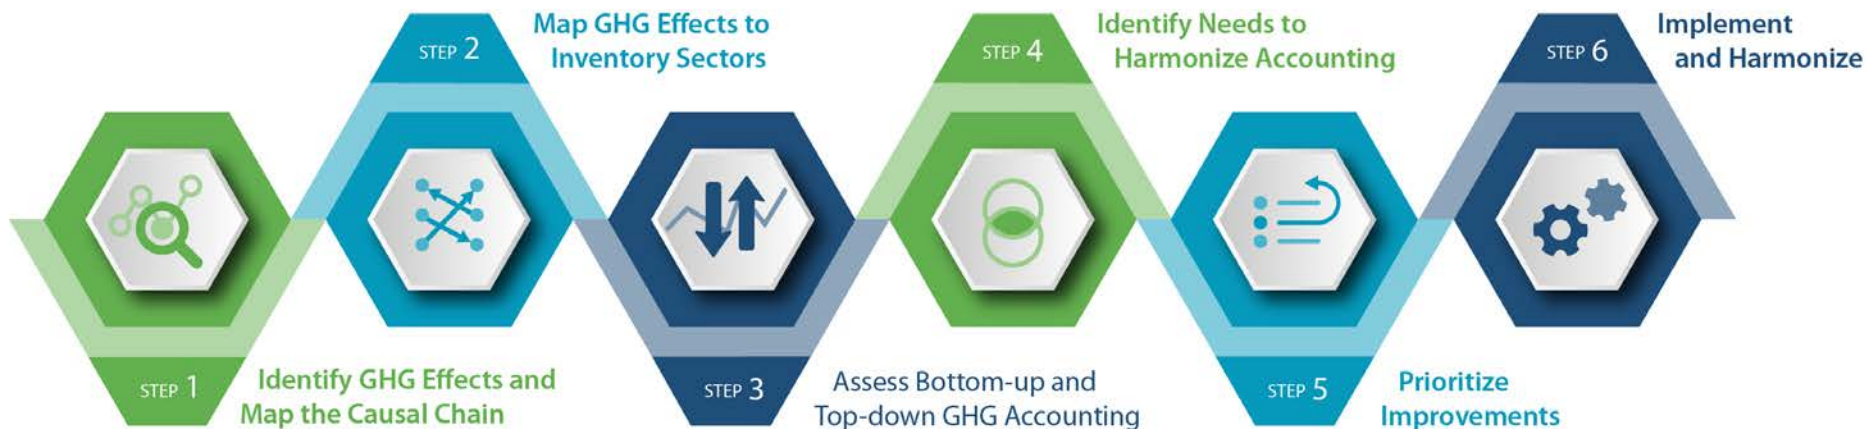 STEP 1
Identify GHG Effects and
Map the Causal Chain
STEP 2
Map GHG Effects to
Inventory Sectors
STEP 3
Assess Bottom-up and
Top-down GHG Accounting
STEP 4
Identify Needs to
Harmonize Accounting
STEP 5
Prioritize
Improvements
STEP 6
Implement
and Harmonize